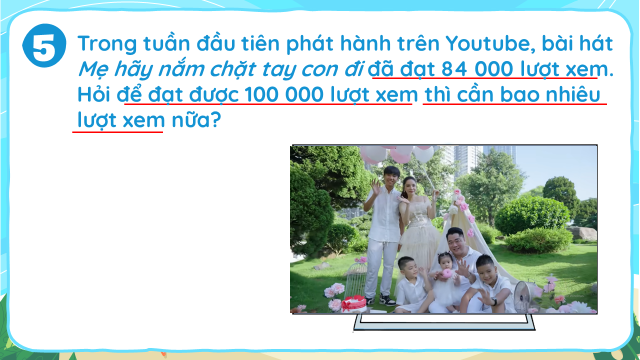 5 Trong tuần đầu tiên phát hành trên Youtube, bài hát
Mẹ hãy nắm chặt tay con đi đã đạt 84 000 lượt xem.
Hỏi để đạt được 100 000 lượt xem thì cần bao nhiêu
lượt xem nữa?